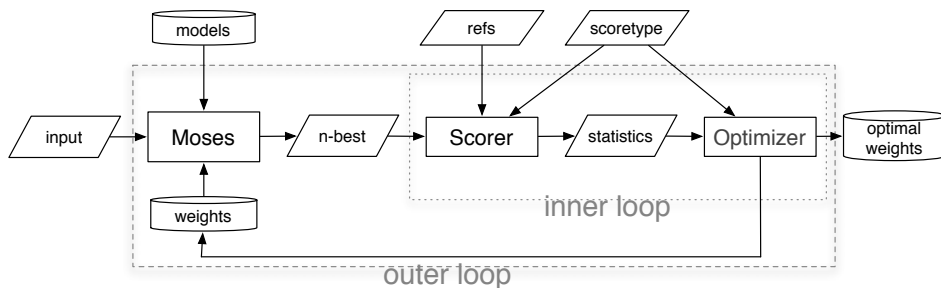 models
refs
scoretype
input
Moses
n-best
Scorer
statistics
Optimizer
optimal
weights
weights
inner loop
outer loop